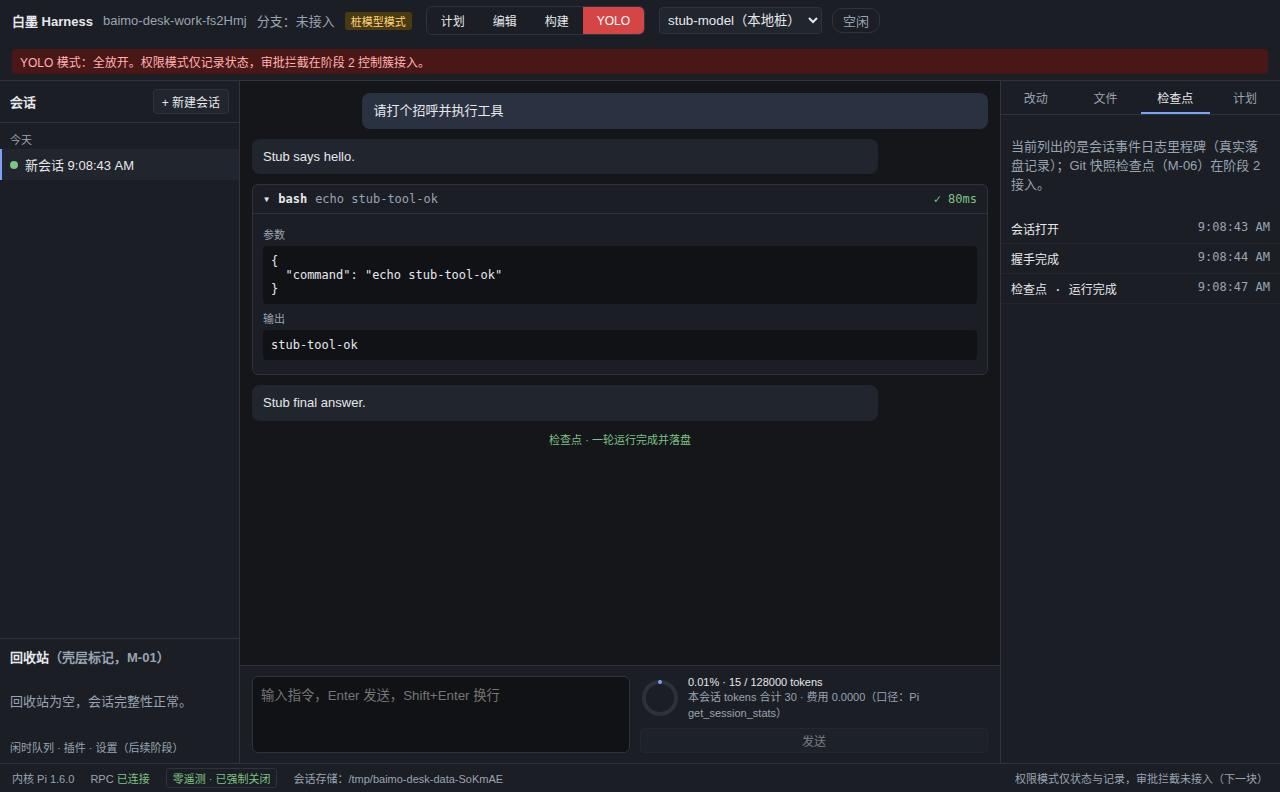 白墨 Harness baimo-desk-work-fs2Hmj 分支：未接入 桩模型模式 计划 编辑 构建 YOLO stub-model（本地桩） 空闲
YOLO 模式：全放开。权限模式仅记录状态，审批拦截在阶段 2 控制簇接入。
会话 + 新建会话
今天
新会话 9:08:43 AM
回收站（壳层标记，M-01）
回收站为空，会话完整性正常。
闲时队列 · 插件 · 设置（后续阶段）
请打个招呼并执行工具
Stub says hello.
▾ bash echo stub-tool-ok ✓ 80ms
参数
{
"command": "echo stub-tool-ok"
}
输出
stub-tool-ok
Stub final answer.
检查点 · 一轮运行完成并落盘
输入指令，Enter 发送，Shift+Enter 换行
0.01% · 15 / 128000 tokens
本会话 tokens 合计 30 · 费用 0.0000（口径：Pi
get_session_stats）
发送
改动 文件 检查点 计划
当前列出的是会话事件日志里程碑（真实落
盘记录）；Git 快照检查点（M-06）在阶段 2
接入。
会话打开 9:08:43 AM
握手完成 9:08:44 AM
检查点 · 运行完成 9:08:47 AM
内核 Pi 1.6.0 RPC 已连接 零遥测 · 已强制关闭 会话存储：/tmp/baimo-desk-data-SoKmAE 权限模式仅状态与记录，审批拦截未接入（下一块）